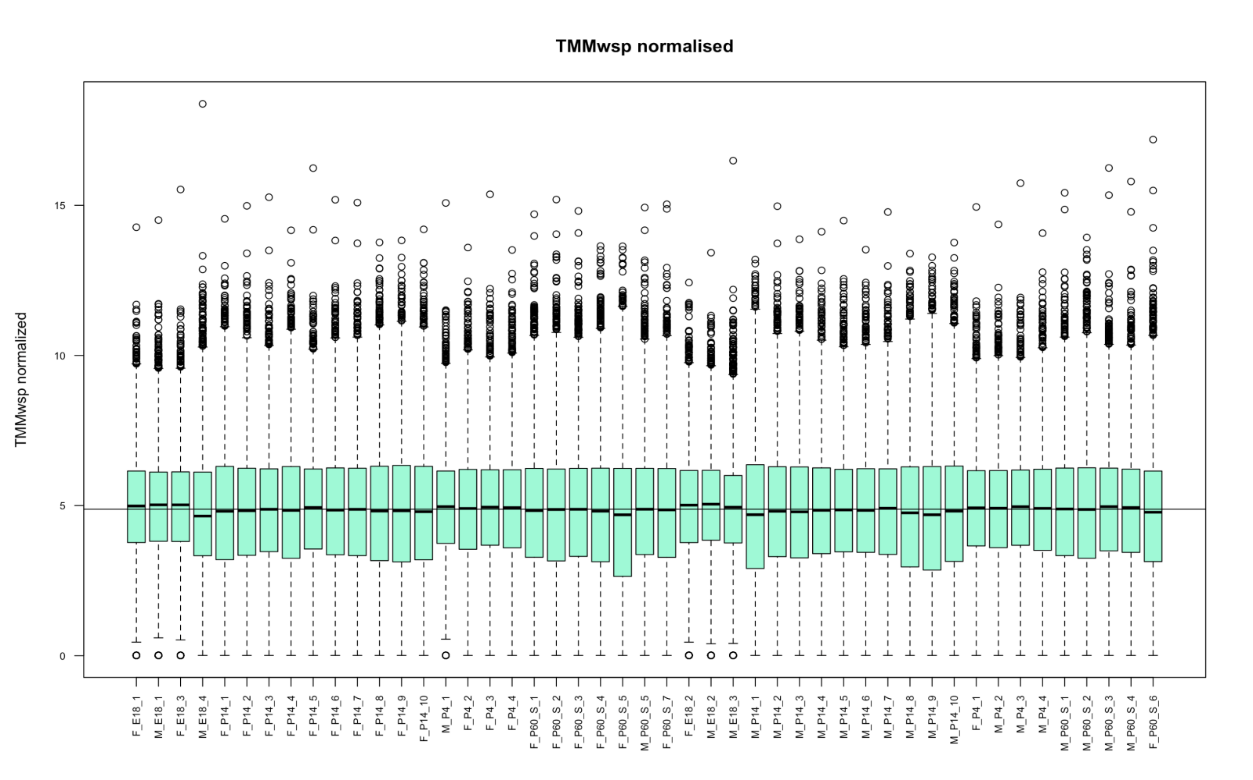 TMMwsp normalised
TMMwsp normalized
15
10
5
0
F_E18_1
M_E18_1
F_E18_3
M_E18_4
F_P14_1
F_P14_2
F_P14_3
F_P14_4
F_P14_5
F_P14_6
F_P14_7
F_P14_8
F_P14_9
F_P14_10
M_P4_1
F_P4_2
F_P4_3
F_P4_4
F_P60_S_1
F_P60_S_2
F_P60_S_3
F_P60_S_4
F_P60_S_5
M_P60_S_5
F_P60_S_7
F_E18_2
M_E18_2
M_E18_3
M_P14_1
M_P14_2
M_P14_3
M_P14_4
M_P14_5
M_P14_6
M_P14_7
M_P14_8
M_P14_9
M_P14_10
F_P4_1
M_P4_2
M_P4_3
M_P4_4
M_P60_S_1
M_P60_S_2
M_P60_S_3
M_P60_S_4
F_P60_S_6